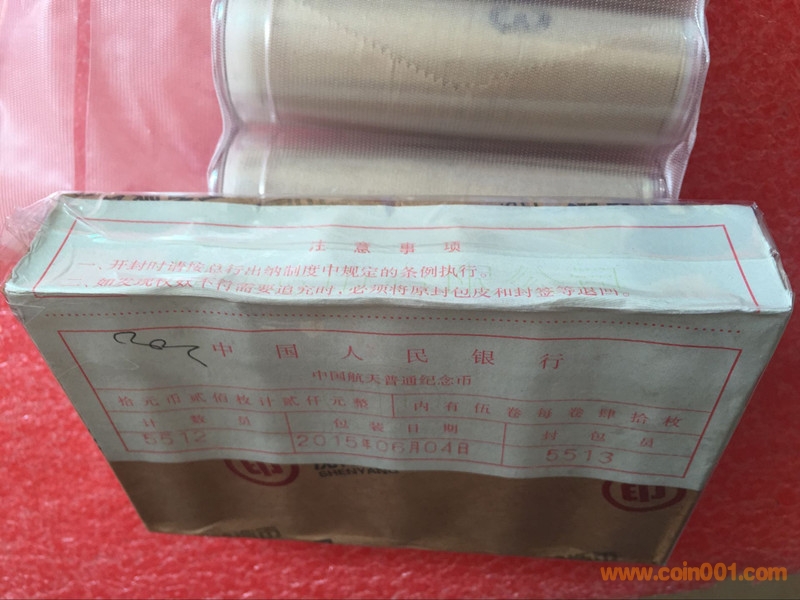 3
注意事项
一、开封时请按总行出纳制度中规定的条例执行。
二、如发现枚数不符需要追究时，必须将原封包皮和封签等退回。
中国人民银行
中国航天普通纪念币
拾元币贰佰枚计贰仟元整 内有伍卷每卷肆拾枚
计数员 包装日期 封包员
5512 2015年06月04日 5513
SHENYANG
www.coin001.com